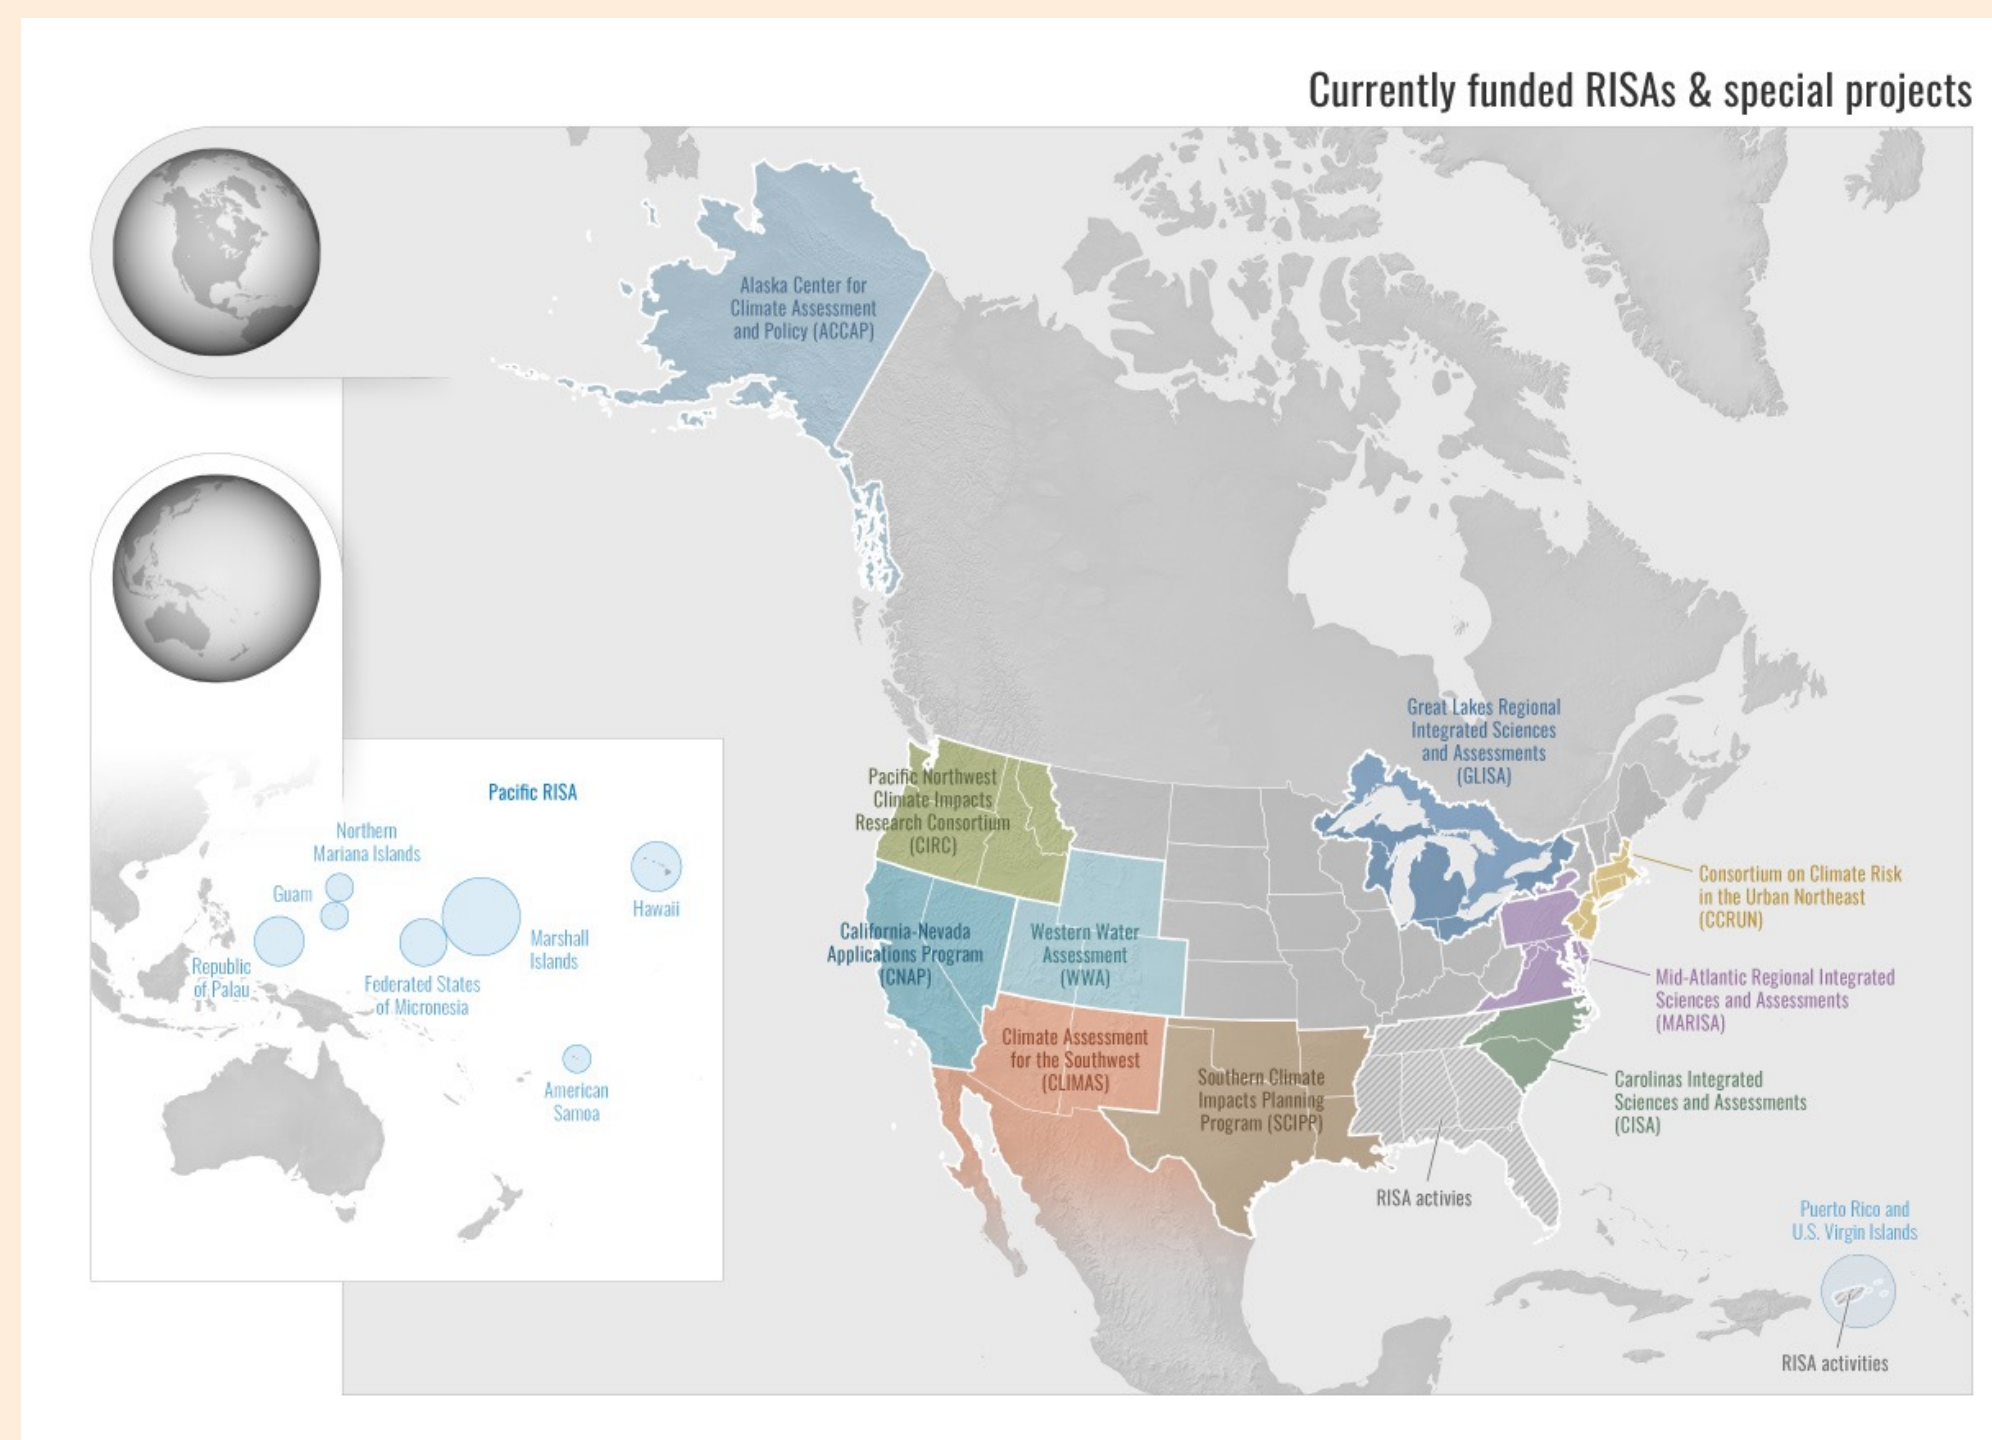 Currently funded RISAs & special projects
Alaska Center for
Climate Assessment
and Policy (ACCAP)
Great Lakes Regional
Integrated Sciences
and Assessments
(GLISA)
Pacific Northwest
Climate Impacts
Research Consortium
(CIRC)
Consortium on Climate Risk
in the Urban Northeast
(CCRUN)
California-Nevada
Applications Program
(CNAP)
Western Water
Assessment
(WWA)
Mid-Atlantic Regional Integrated
Sciences and Assessments
(MARISA)
Climate Assessment
for the Southwest
(CLIMAS)
Southern Climate
Impacts Planning
Program (SCIPP)
Carolinas Integrated
Sciences and Assessments
(CISA)
RISA activies
Puerto Rico and
U.S. Virgin Islands
RISA activities
Pacific RISA
Northern
Mariana Islands
Guam
Hawaii
Republic
of Palau
Federated States
of Micronesia
Marshall
Islands
American
Samoa